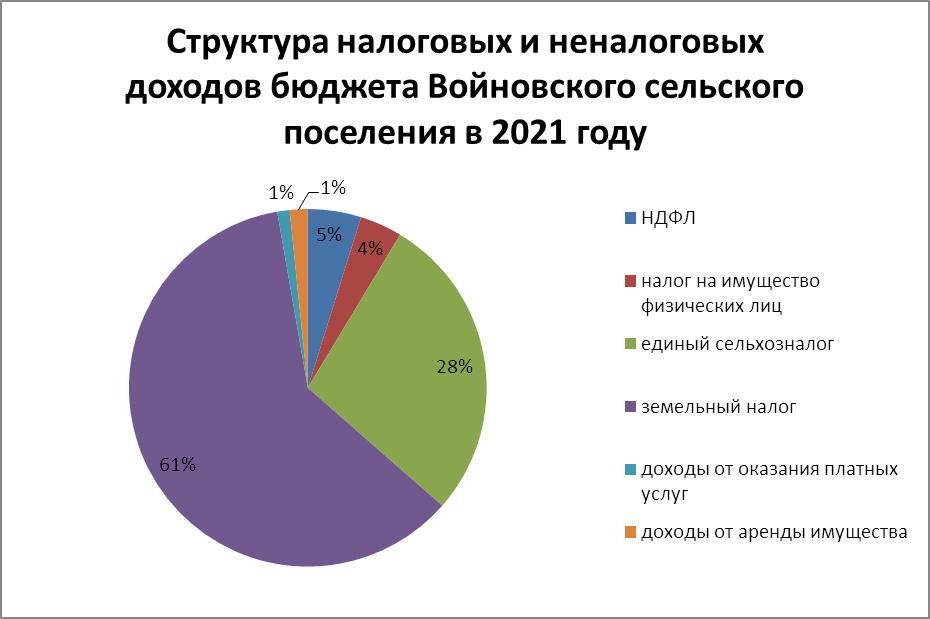 Структура налоговых и неналоговых
доходов бюджета Войновского сельского
поселения в 2021 году
1%
1%
5%
4%
28%
61%
НДФЛ
налог на имущество
физических лиц
единый сельхозналог
земельный налог
доходы от оказания платных
услуг
доходы от аренды имущества